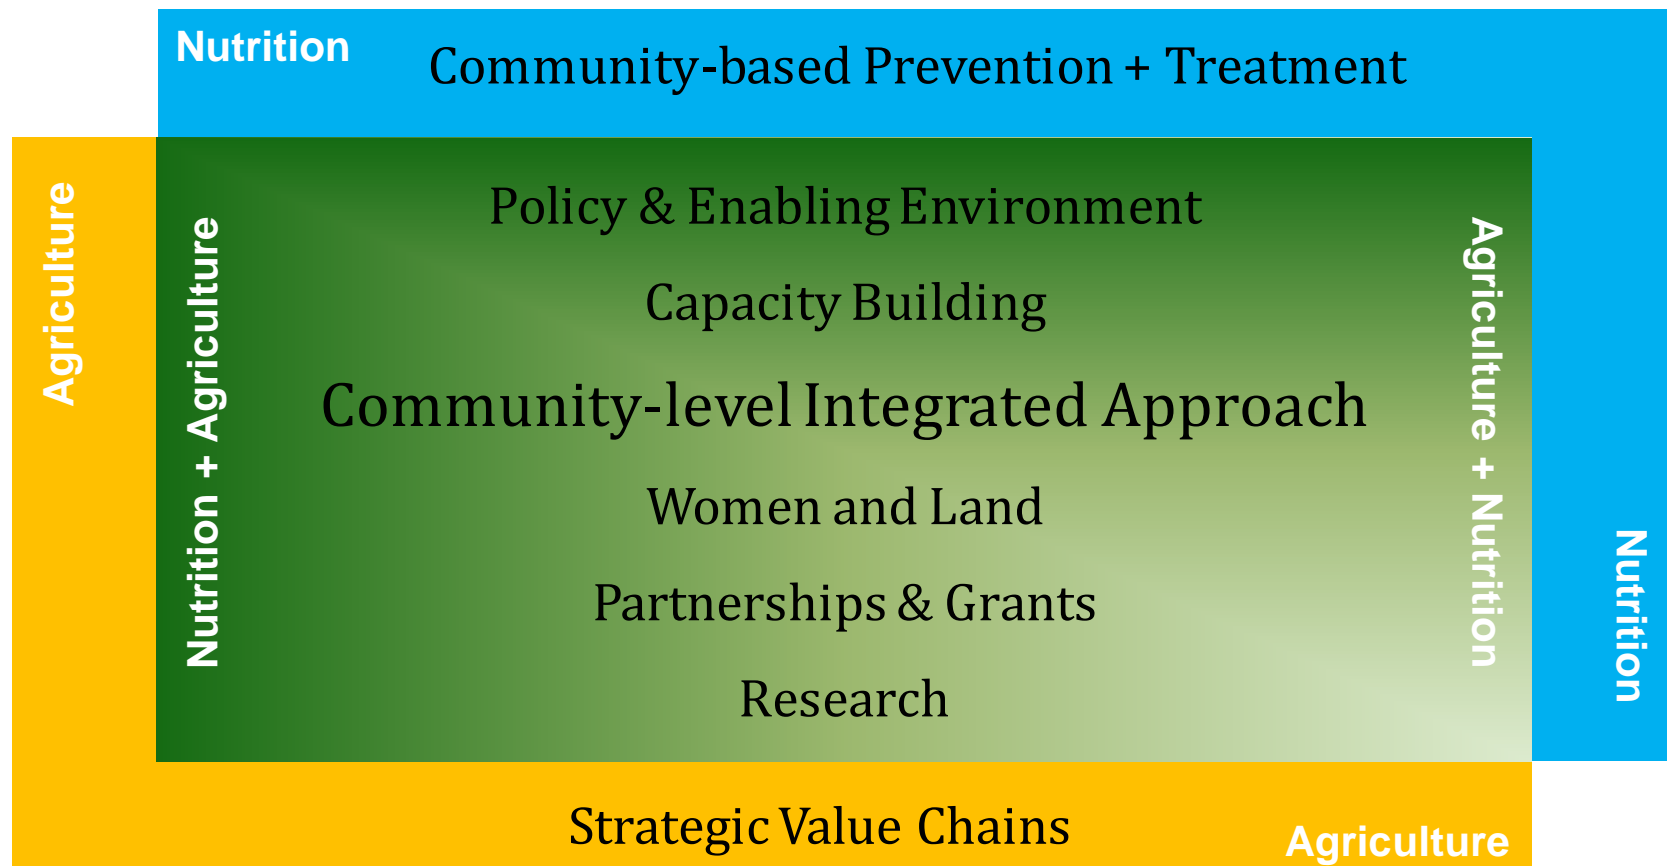 Nutrition
Community-based Prevention + Treatment
Agriculture
Nutrition + Agriculture
Policy & Enabling Environment
Capacity Building
Community-level Integrated Approach
Women and Land
Partnerships & Grants
Research
Agriculture + Nutrition
Nutrition
Strategic Value Chains
Agriculture